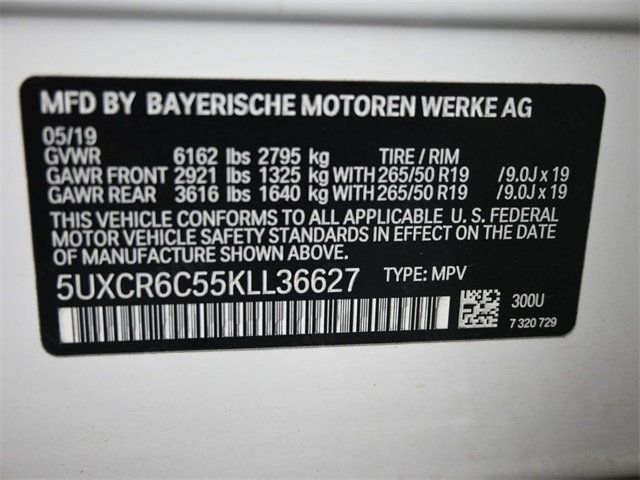 MFD BY BAYERISCHE MOTOREN WERKE AG
05/19
GVWR 6162 lbs 2795 kg TIRE / RIM
GAWR FRONT 2921 lbs 1325 kg WITH 265/50 R19 /9.0J x 19
GAWR REAR 3616 lbs 1640 kg WITH 265/50 R19 /9.0J x 19
THIS VEHICLE CONFORMS TO ALL APPLICABLE U. S. FEDERAL
MOTOR VEHICLE SAFETY STANDARDS IN EFFECT ON THE DATE
OF MANUFACTURE SHOWN ABOVE.
5UXCR6C55KLL36627 TYPE: MPV
300U
7 320 729